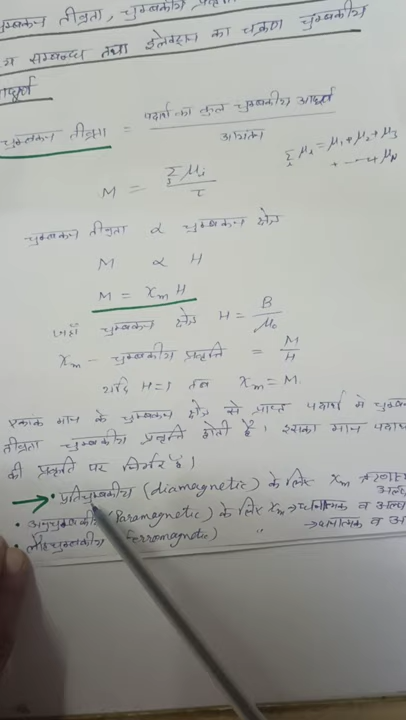 चुम्बकन तीव्रता, चुम्बकीय
सम्बन्ध तथा इलेक्ट्रान का चक्रण चुम्बकीय
आघूर्ण
चुम्बकन तीव्रता = पदार्थ का कुल चुम्बकीय आघूर्ण / आयतन
Σμi = μ1 + μ2 + μ3
+ ---- + μN
M = Σμi / τ
चुम्बकन तीव्रता ∝ चुम्बकन क्षेत्र
M ∝ H
M = χm H
जहाँ चुम्बकन क्षेत्र H = B / μ0
χm - चुम्बकीय प्रवृत्ति = M / H
यदि H=1 तब χm = M
एकांक मान के चुम्बकन क्षेत्र से प्राप्त पदार्थ में
तीव्रता चुम्बकीय प्रवृत्ति होती है। इसका मान
की प्रकृति पर निर्भर है।
→ • प्रतिचुम्बकीय (diamagnetic) के लिए χm →
• अनुचुम्बकीय (Paramagnetic) के लिए χm → धनात्मक व
• लौहचुम्बकीय (Ferromagnetic) " → धनात्मक व